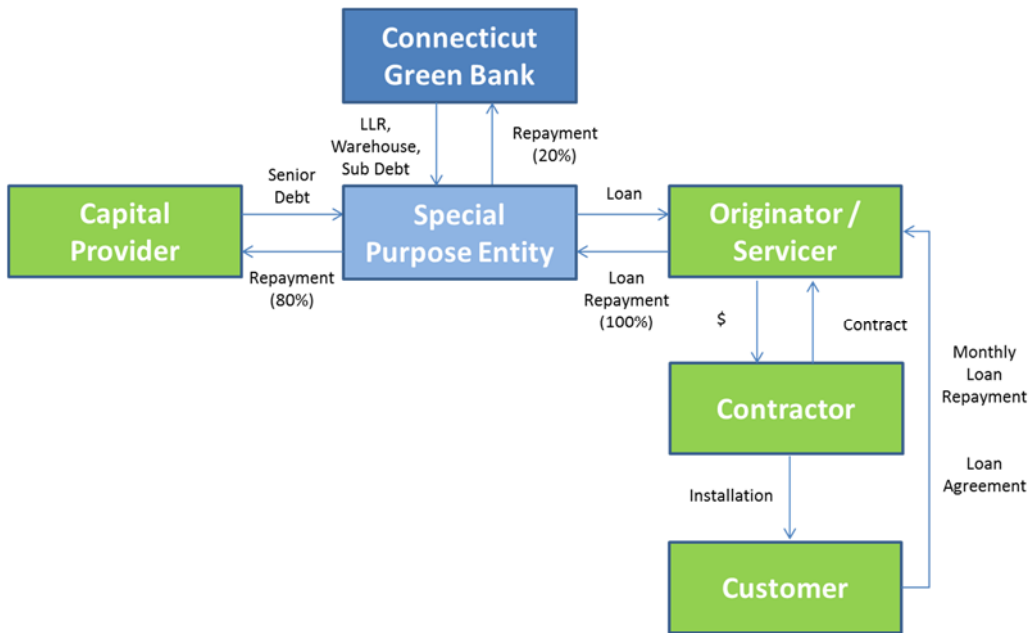 Connecticut
Green Bank
LLR,
Warehouse,
Sub Debt
Repayment
(20%)
Senior
Debt
Loan
Capital
Provider
Special
Purpose Entity
Originator /
Servicer
Repayment
(80%)
Loan
Repayment
(100%)
$
Contract
Monthly
Loan
Repayment
Contractor
Loan
Agreement
Installation
Customer